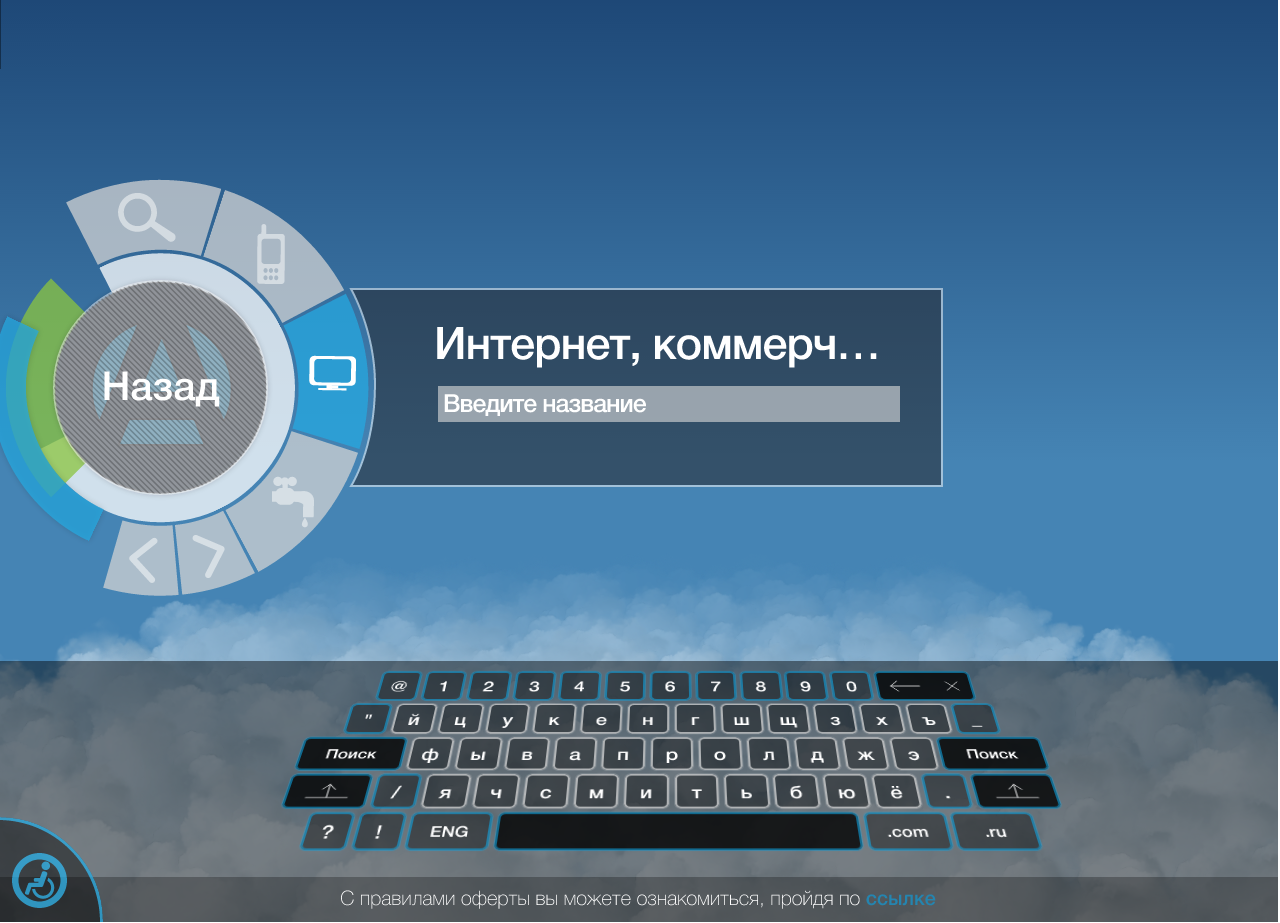 Интернет, коммерч...
Введите название
Назад
@ 1 2 3 4 5 6 7 8 9 0
" й ц у к е н г ш щ з х ъ _
Поиск ф ы в а п р о л д ж э Поиск
/ я ч с м и т ь б ю ё .
? ! ENG .com .ru
С правилами оферты вы можете ознакомиться, пройдя по ссылке